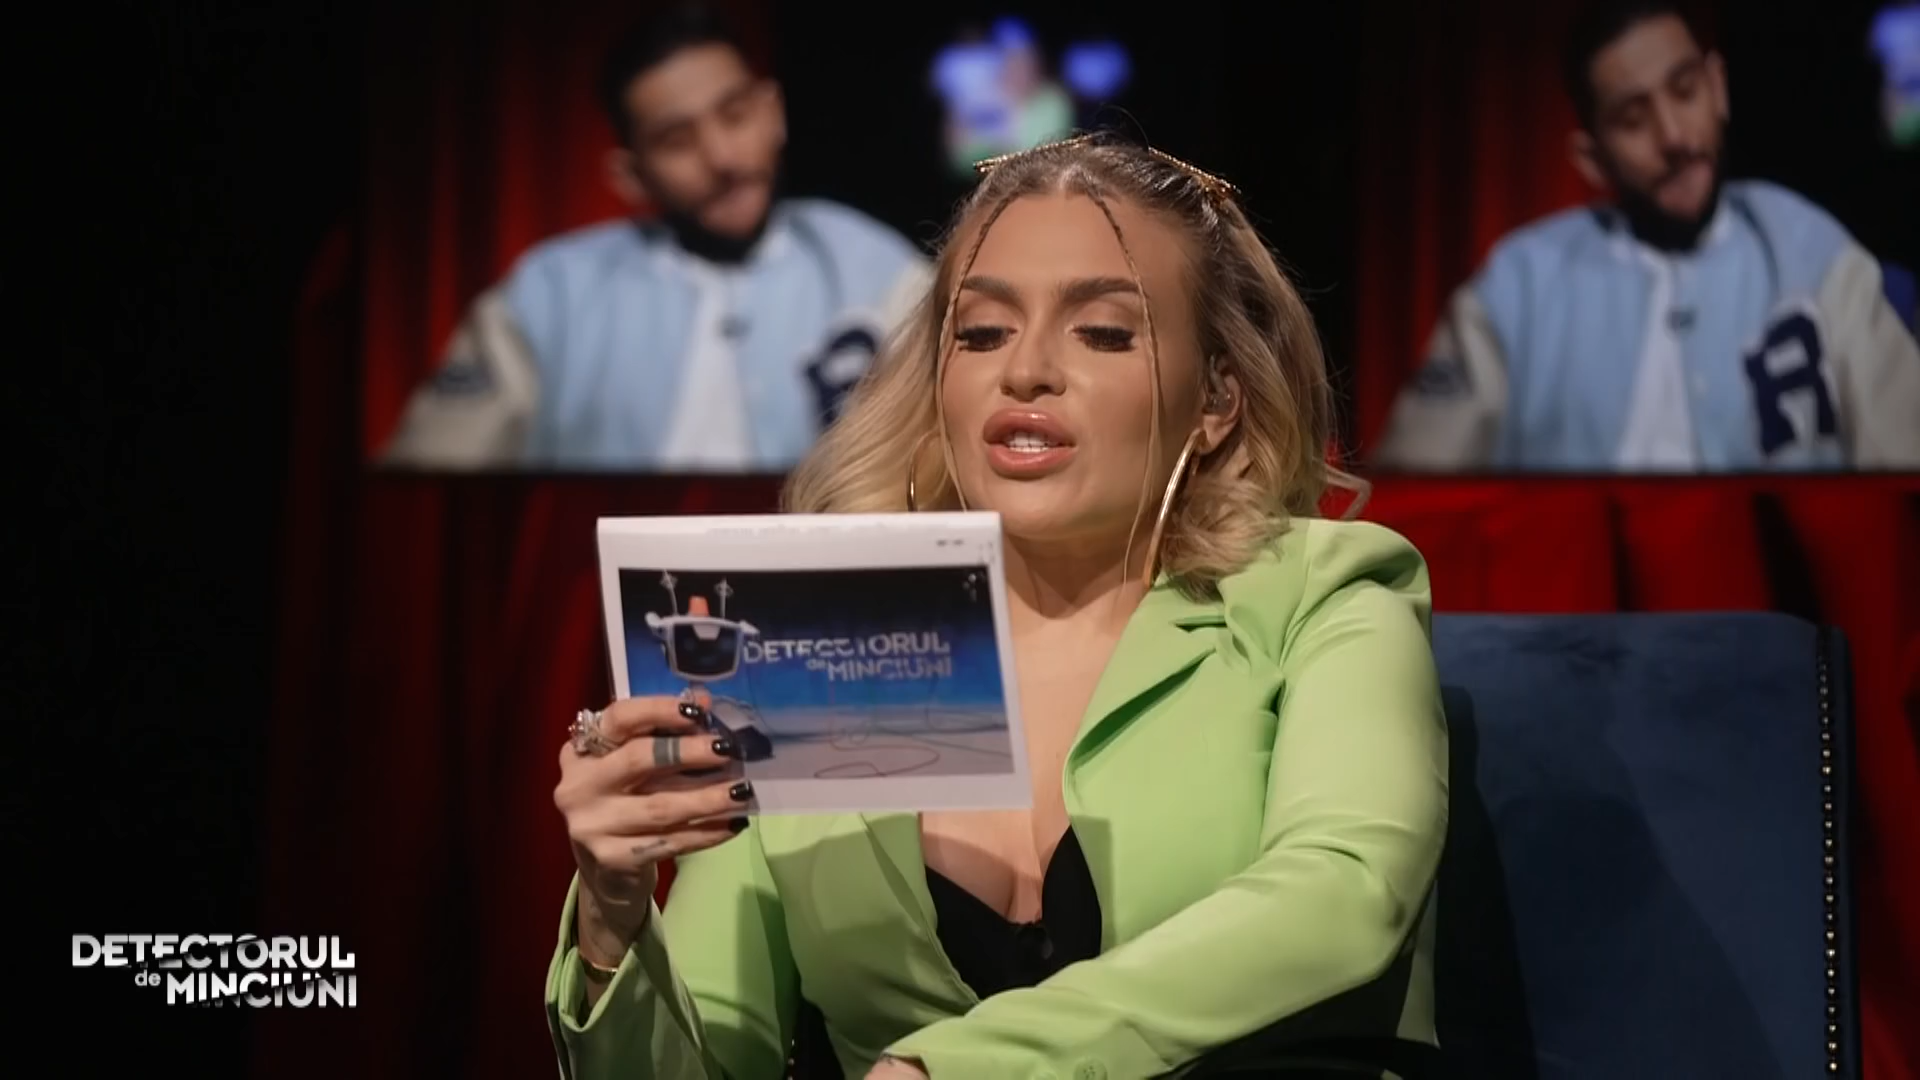 DETECTORUL
de MINCIUNI
R
R
DETECTORUL
de MINCIUNI